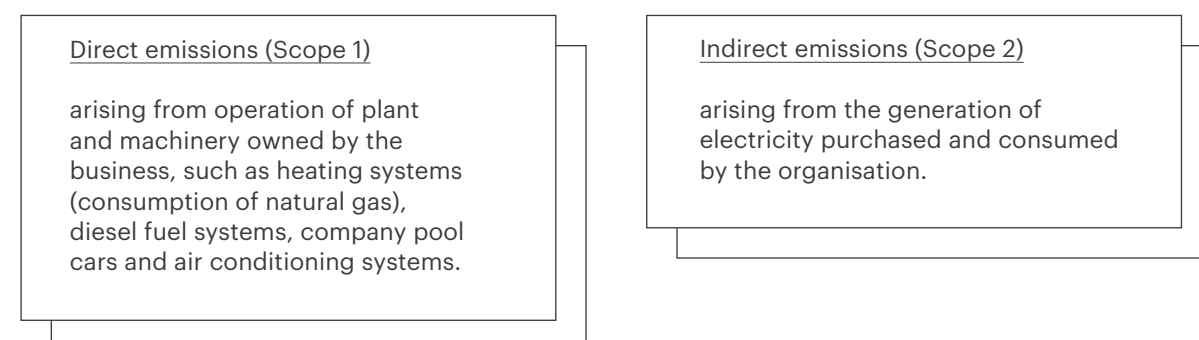 Direct emissions (Scope 1)
arising from operation of plant
and machinery owned by the
business, such as heating systems
(consumption of natural gas),
diesel fuel systems, company pool
cars and air conditioning systems.
Indirect emissions (Scope 2)
arising from the generation of
electricity purchased and consumed
by the organisation.